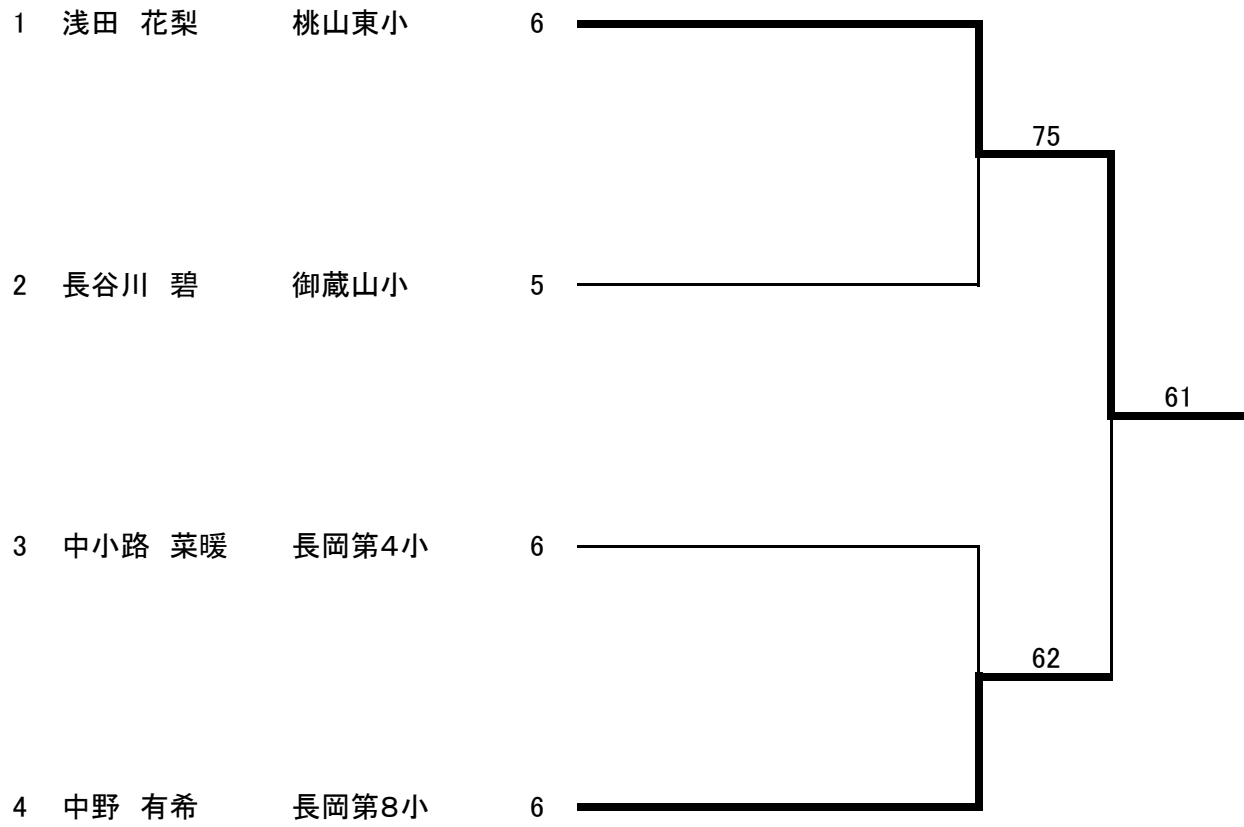 1 浅田 花梨 桃山東小 6
75
2 長谷川 碧 御蔵山小 5
61
3 中小路 菜暖 長岡第4小 6
62
4 中野 有希 長岡第8小 6